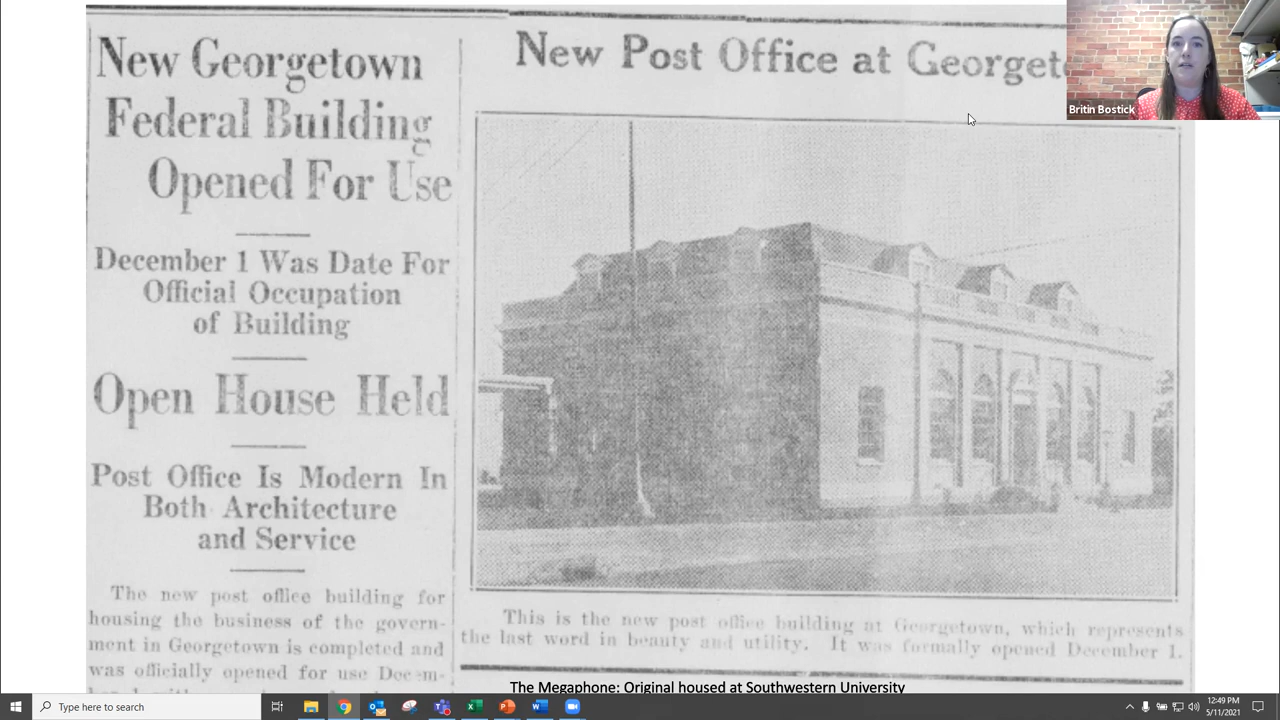 New Georgetown
Federal Building
Opened For Use
December 1 Was Date For
Official Occupation
of Building
Open House Held
Post Office Is Modern In
Both Architecture
and Service
The new post office building for
housing the business of the govern-
ment in Georgetown is completed and
was officially opened for use Decem-
New Post Office at Georget
This is the new post office building at Georgetown, which represents
the last word in beauty and utility. It was formally opened December 1.
The Megaphone: Original housed at Southwestern University
Britin Bostick
Type here to search
12:49 PM
5/11/2021